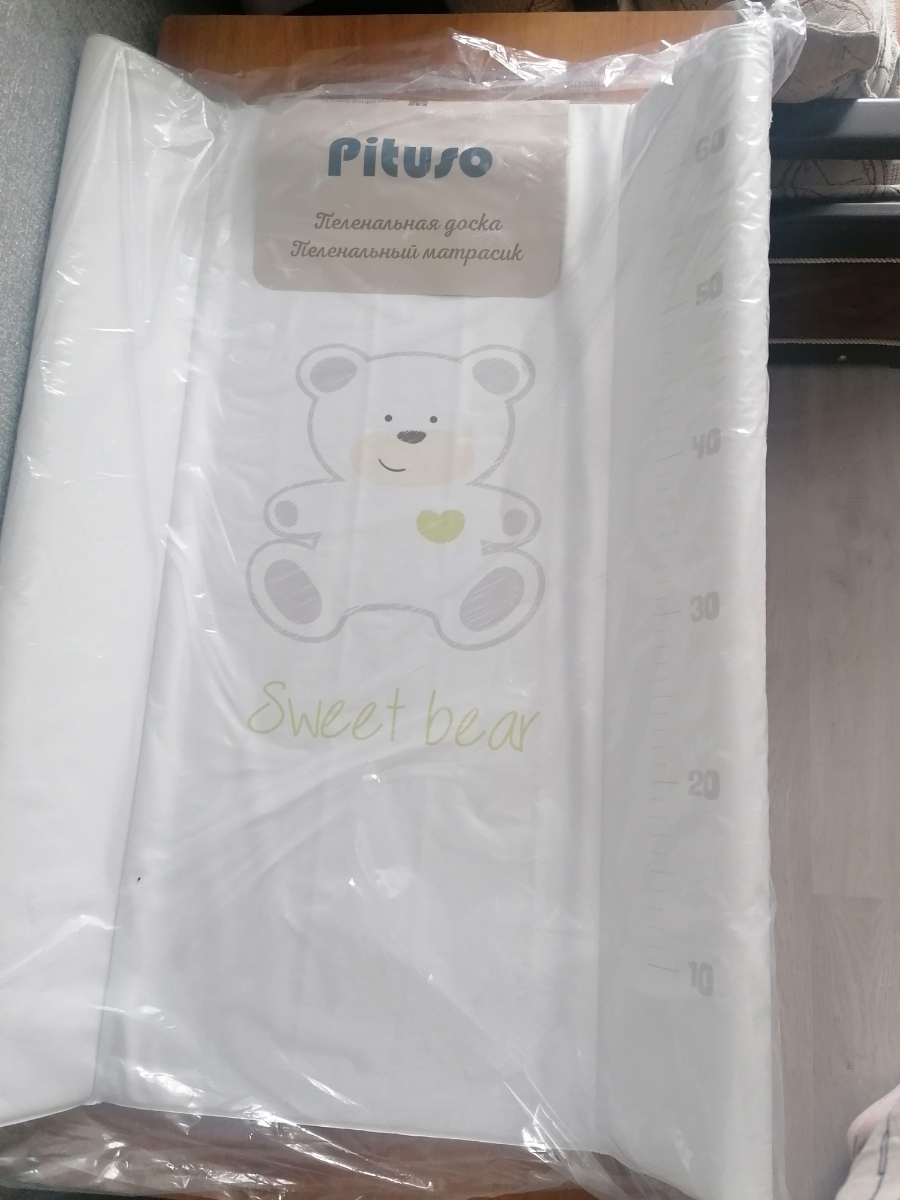 Pituso
Пеленальная доска
Пеленальный матрасик
60
50
40
30
20
10
Sweet bear